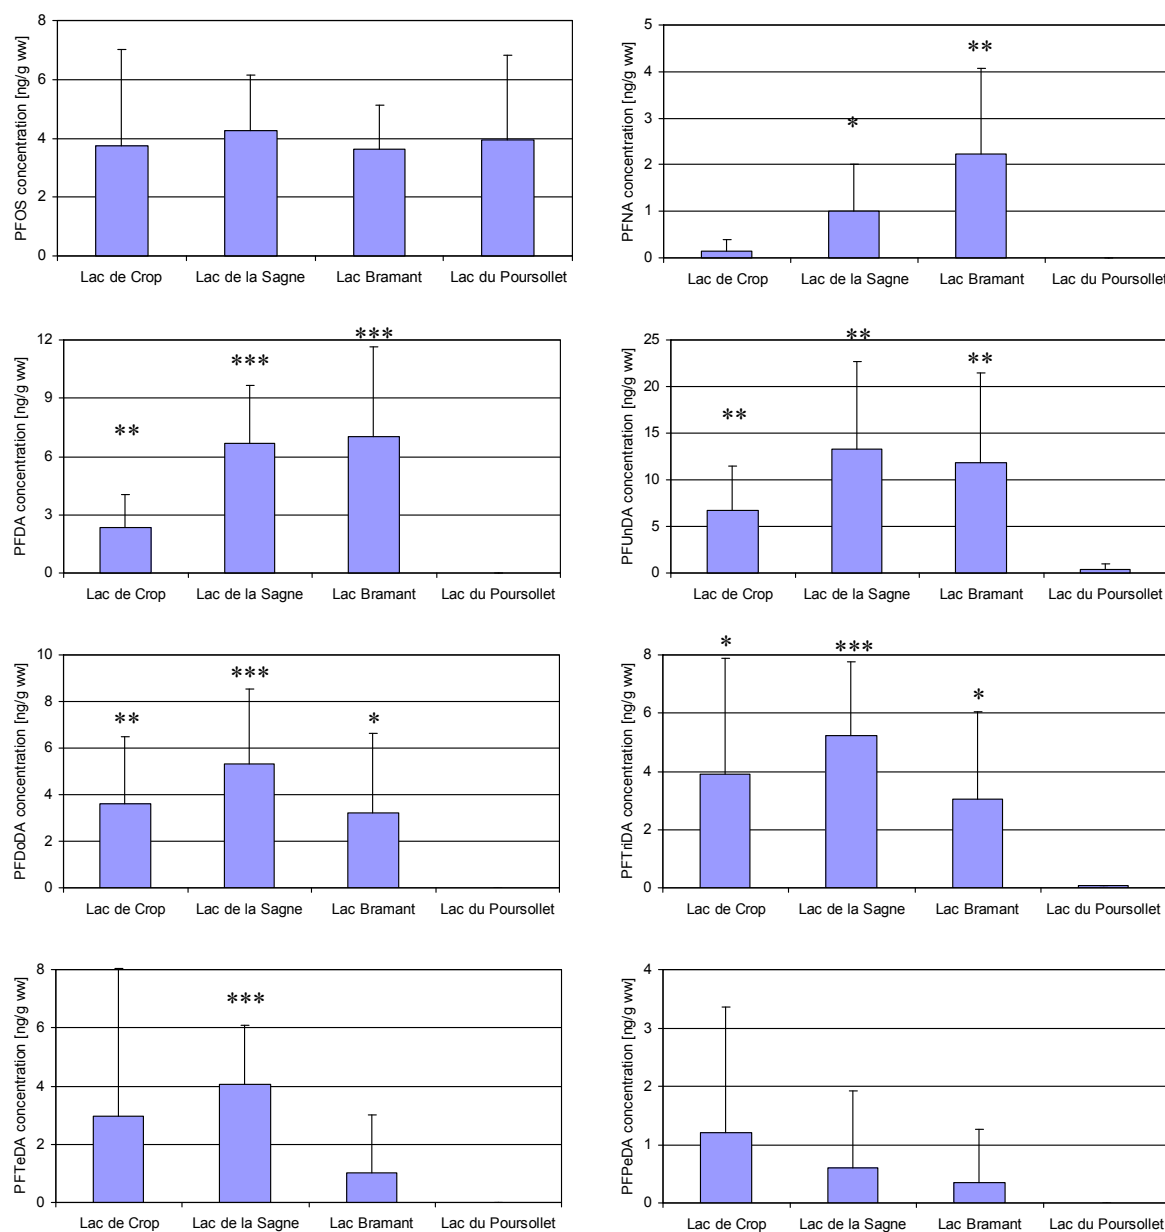 PFOS concentration [ng/g ww]
8
6
4
2
0
Lac de Crop Lac de la Sagne Lac Bramant Lac du Poursollet
PFNA concentration [ng/g ww]
5
4
3
2
1
0
* **
Lac de Crop Lac de la Sagne Lac Bramant Lac du Poursollet
PFDA concentration [ng/g ww]
12
9
6
3
0
** *** ***
Lac de Crop Lac de la Sagne Lac Bramant Lac du Poursollet
PFUnDA concentration [ng/g ww]
25
20
15
10
5
0
** ** **
Lac de Crop Lac de la Sagne Lac Bramant Lac du Poursollet
PFDoDA concentration [ng/g ww]
10
8
6
4
2
0
** *** *
Lac de Crop Lac de la Sagne Lac Bramant Lac du Poursollet
PFTriDA concentration [ng/g ww]
8
6
4
2
0
* *** *
Lac de Crop Lac de la Sagne Lac Bramant Lac du Poursollet
PFTeDA concentration [ng/g ww]
8
6
4
2
0
***
Lac de Crop Lac de la Sagne Lac Bramant Lac du Poursollet
PFPeDA concentration [ng/g ww]
4
3
2
1
0
Lac de Crop Lac de la Sagne Lac Bramant Lac du Poursollet